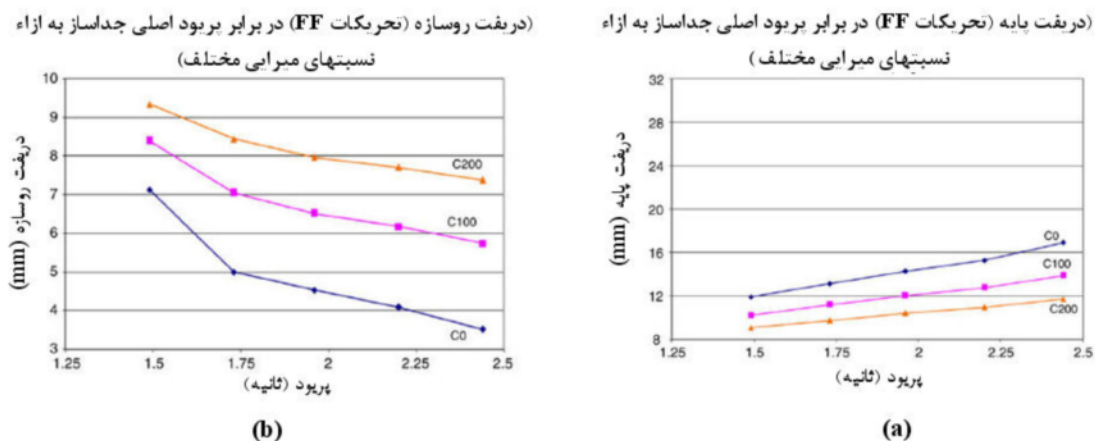 (دریفت پایه (تحریکات FF) در برابر پریود اصلی جداساز به ازاء
نسبتهای میرایی مختلف )
32
28
24
20
16
12
8
دریفت پایه (mm)
C0
C100
C200
1.25
1.5
1.75
2
2.25
2.5
پریود (ثانیه)
(a)
(دریفت روسازه (تحریکات FF) در برابر پریود اصلی جداساز به ازاء
نسبتهای میرایی مختلف)
10
9
8
7
6
5
4
3
دریفت روسازه (mm)
C200
C100
C0
1.25
1.5
1.75
2
2.25
2.5
پریود (ثانیه)
(b)